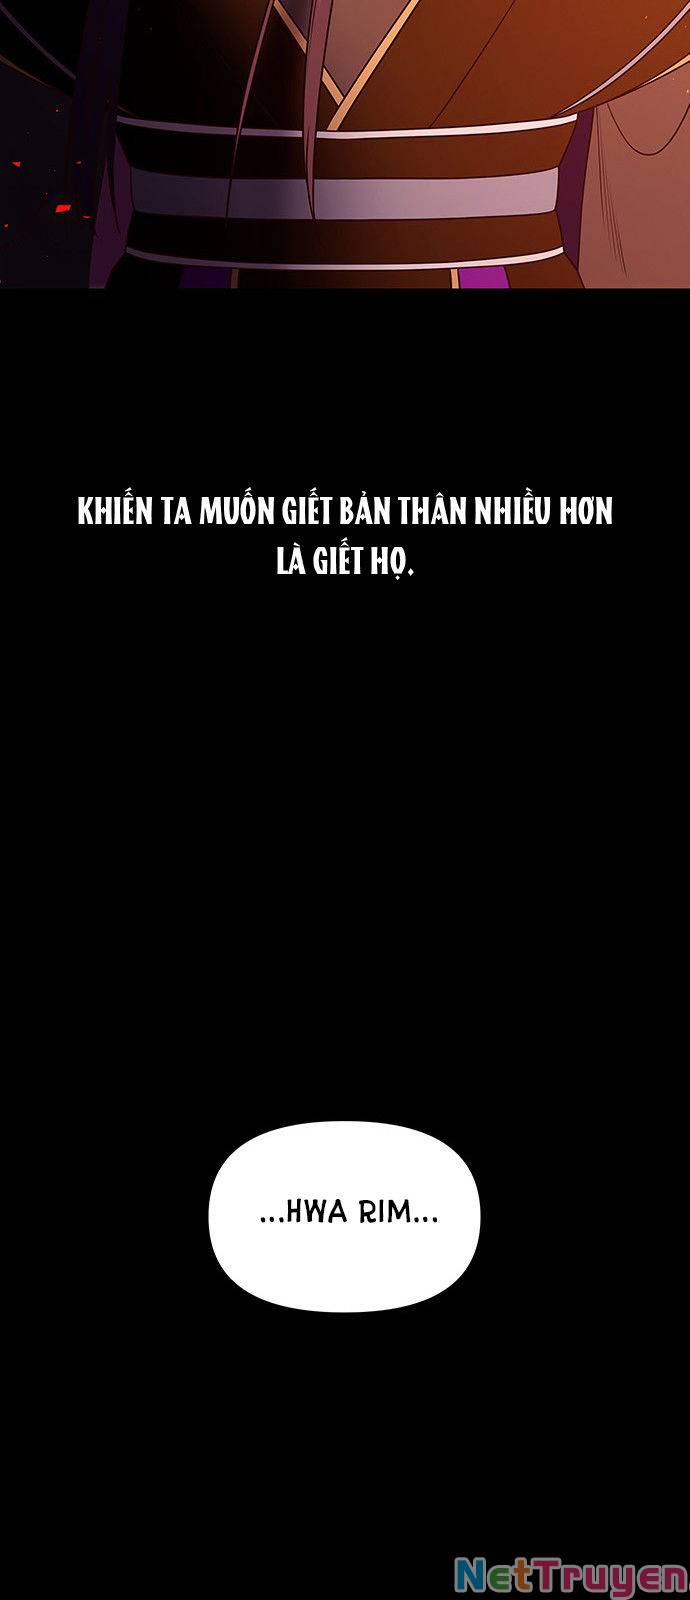 KHIẾN TA MUỐN GIẾT BẢN THÂN NHIỀU HƠN
LÀ GIẾT HỌ.
...HWA RIM...
NetTruyen